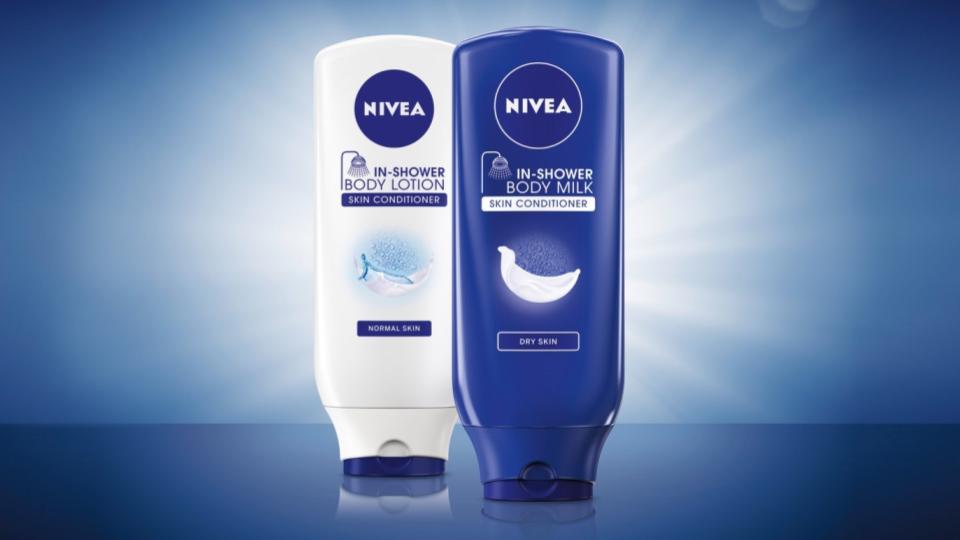 NIVEA
IN-SHOWER
BODY LOTION
SKIN CONDITIONER
NORMAL SKIN
NIVEA
IN-SHOWER
BODY MILK
SKIN CONDITIONER
DRY SKIN